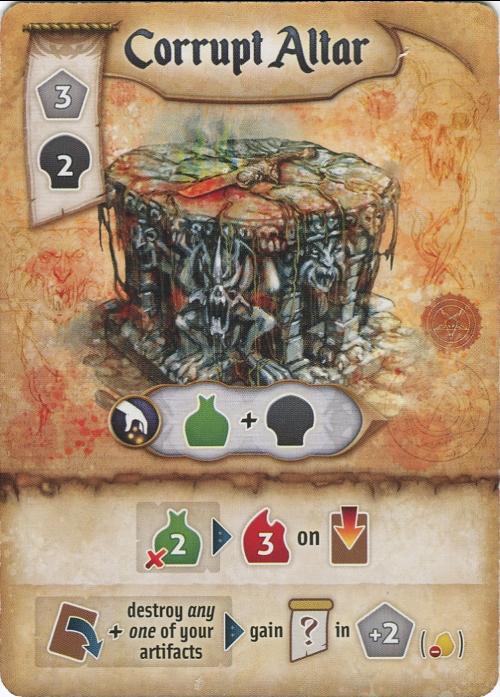 Corrupt Altar
3
2
+
2 3 on
+ destroy any
one of your
artifacts
gain ? in +2 ( )